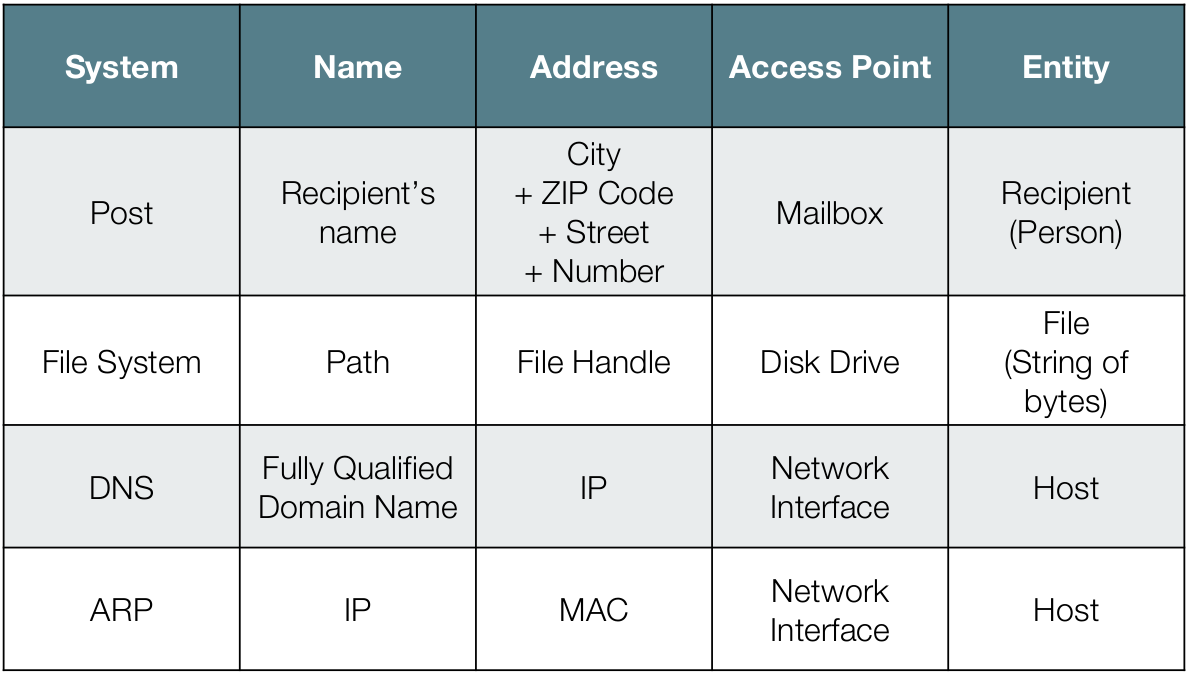 System Name Address Access Point Entity
Post
Recipient's
name
City
+ ZIP Code
+ Street
+ Number
Mailbox
Recipient
(Person)
File System
Path
File Handle
Disk Drive
File
(String of
bytes)
DNS
Fully Qualified
Domain Name
IP
Network
Interface
Host
ARP
IP
MAC
Network
Interface
Host